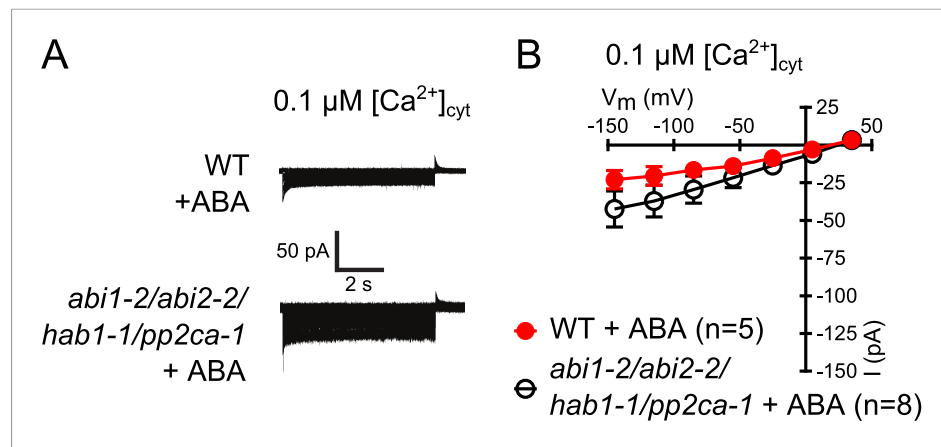 A
0.1 µM [Ca²⁺]cyt
WT
+ABA
50 pA
2 s
abi1-2/abi2-2/
hab1-1/pp2ca-1
+ ABA
B
0.1 µM [Ca²⁺]cyt
Vm (mV)
-150 -100 -50 50
25
-25
-50
-75
-100
-125
-150
I (pA)
WT + ABA (n=5)
abi1-2/abi2-2/
hab1-1/pp2ca-1 + ABA (n=8)